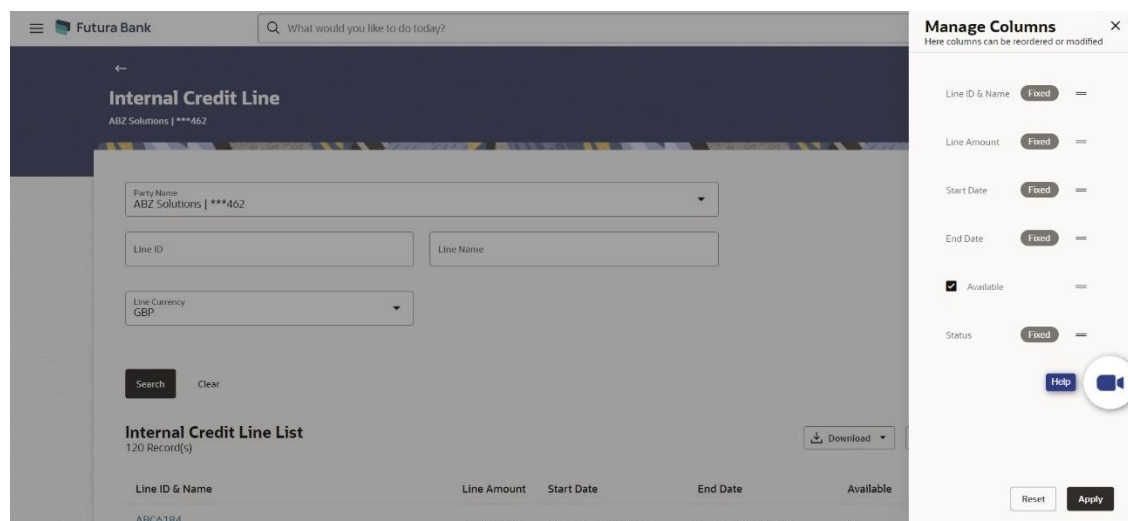 Futura Bank
What would you like to do today?
Internal Credit Line
ABZ Solutions | ***462
Party Name
ABZ Solutions | ***462
Line ID
Line Name
Line Currency
GBP
Search
Clear
Internal Credit Line List
120 Record(s)
Download
Line ID & Name
Line Amount
Start Date
End Date
Available
ABC6184
Manage Columns
Here columns can be reordered or modified
Line ID & Name
Fixed
Line Amount
Fixed
Start Date
Fixed
End Date
Fixed
Available
Status
Fixed
Help
Reset
Apply